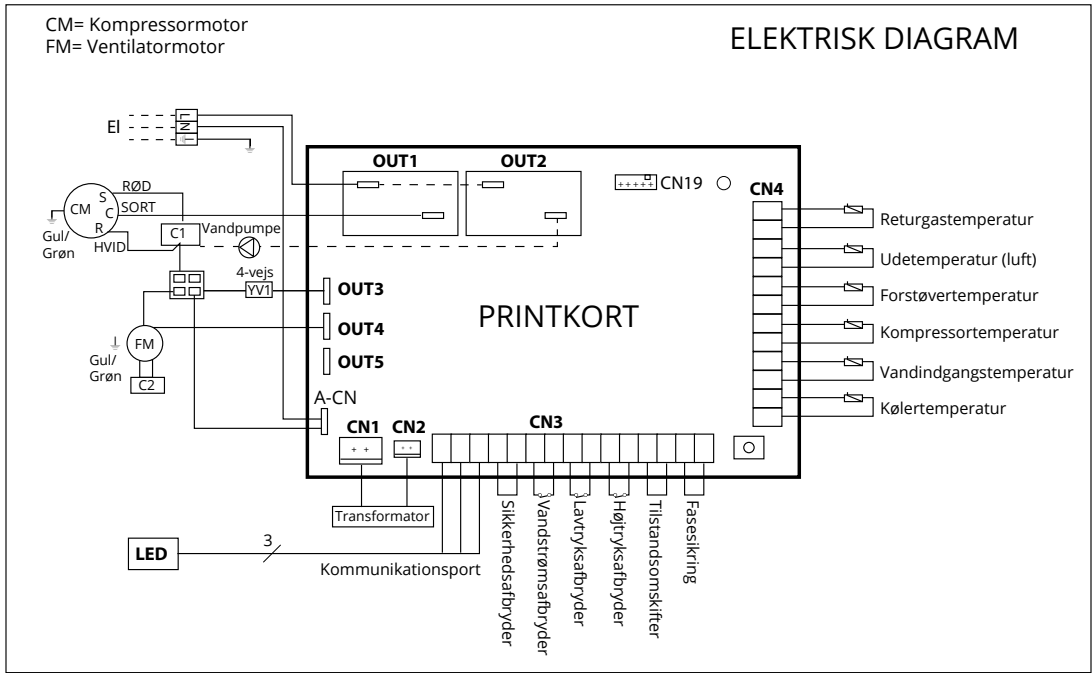 CM= Kompressormotor
FM= Ventilatormotor
ELEKTRISK DIAGRAM
El
L
N
OUT1
OUT2
CN19
CN4
RØD
S
CM
C
SORT
R
Gul/
Grøn
HVID
C1
Vandpumpe
4-vejs
YV1
OUT3
OUT4
OUT5
FM
Gul/
Grøn
C2
PRINTKORT
Returgastemperatur
Udetemperatur (luft)
Forstøvertemperatur
Kompressortemperatur
Vandindgangstemperatur
Kølertemperatur
A-CN
CN1
CN2
CN3
+ +
+ +
+++++
Transformator
LED
3
Kommunikationsport
Sikkerhedsafbryder
Vandstrømsafbryder
Lavtryksafbryder
Højtryksafbryder
Tilstandsomskifter
Fasesikring